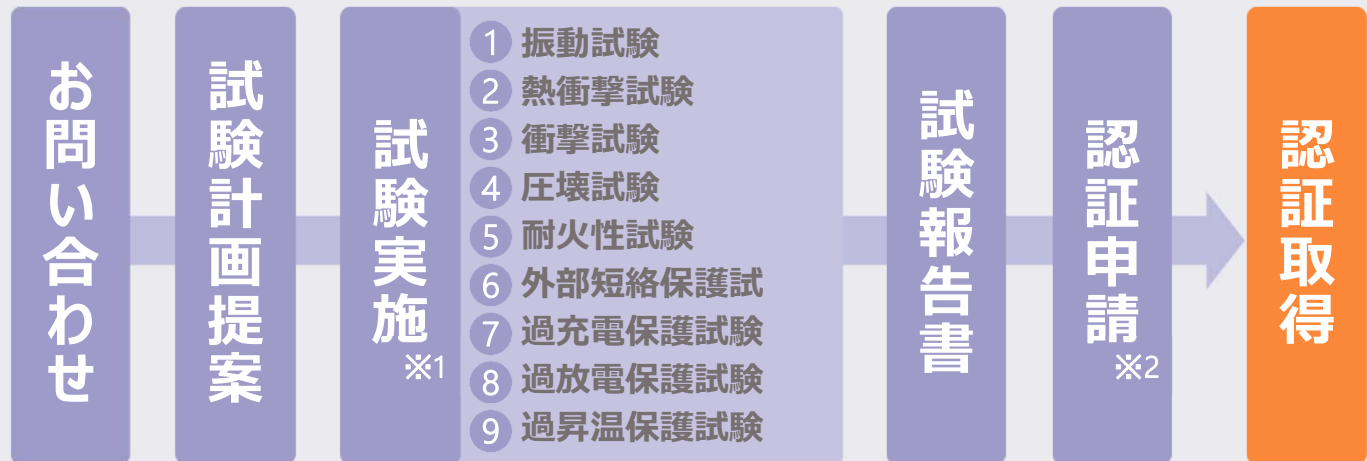 お問い合わせ
試験計画提案
試験実施
※1
1 振動試験
2 熱衝撃試験
3 衝撃試験
4 圧壊試験
5 耐火性試験
6 外部短絡保護試
7 過充電保護試験
8 過放電保護試験
9 過昇温保護試験
試験報告書
認証申請
※2
認証取得